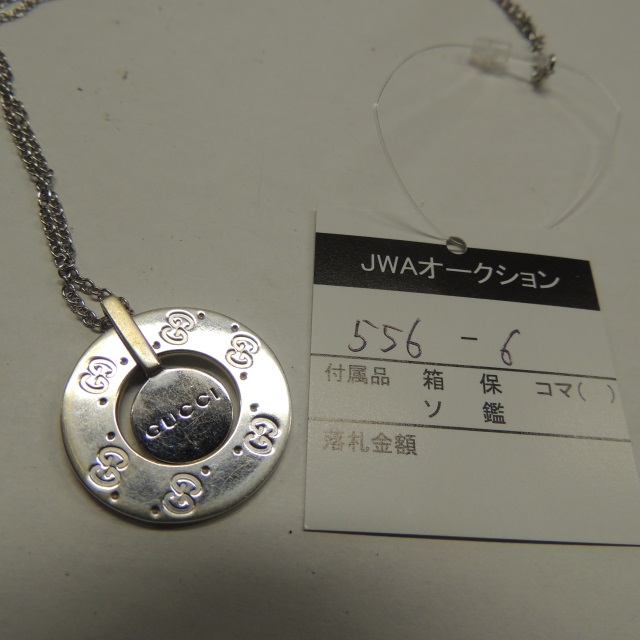 GUCCI
JWAオークション
556 - 6
付属品 箱 保 コマ( )
ソ 鑑
落札金額